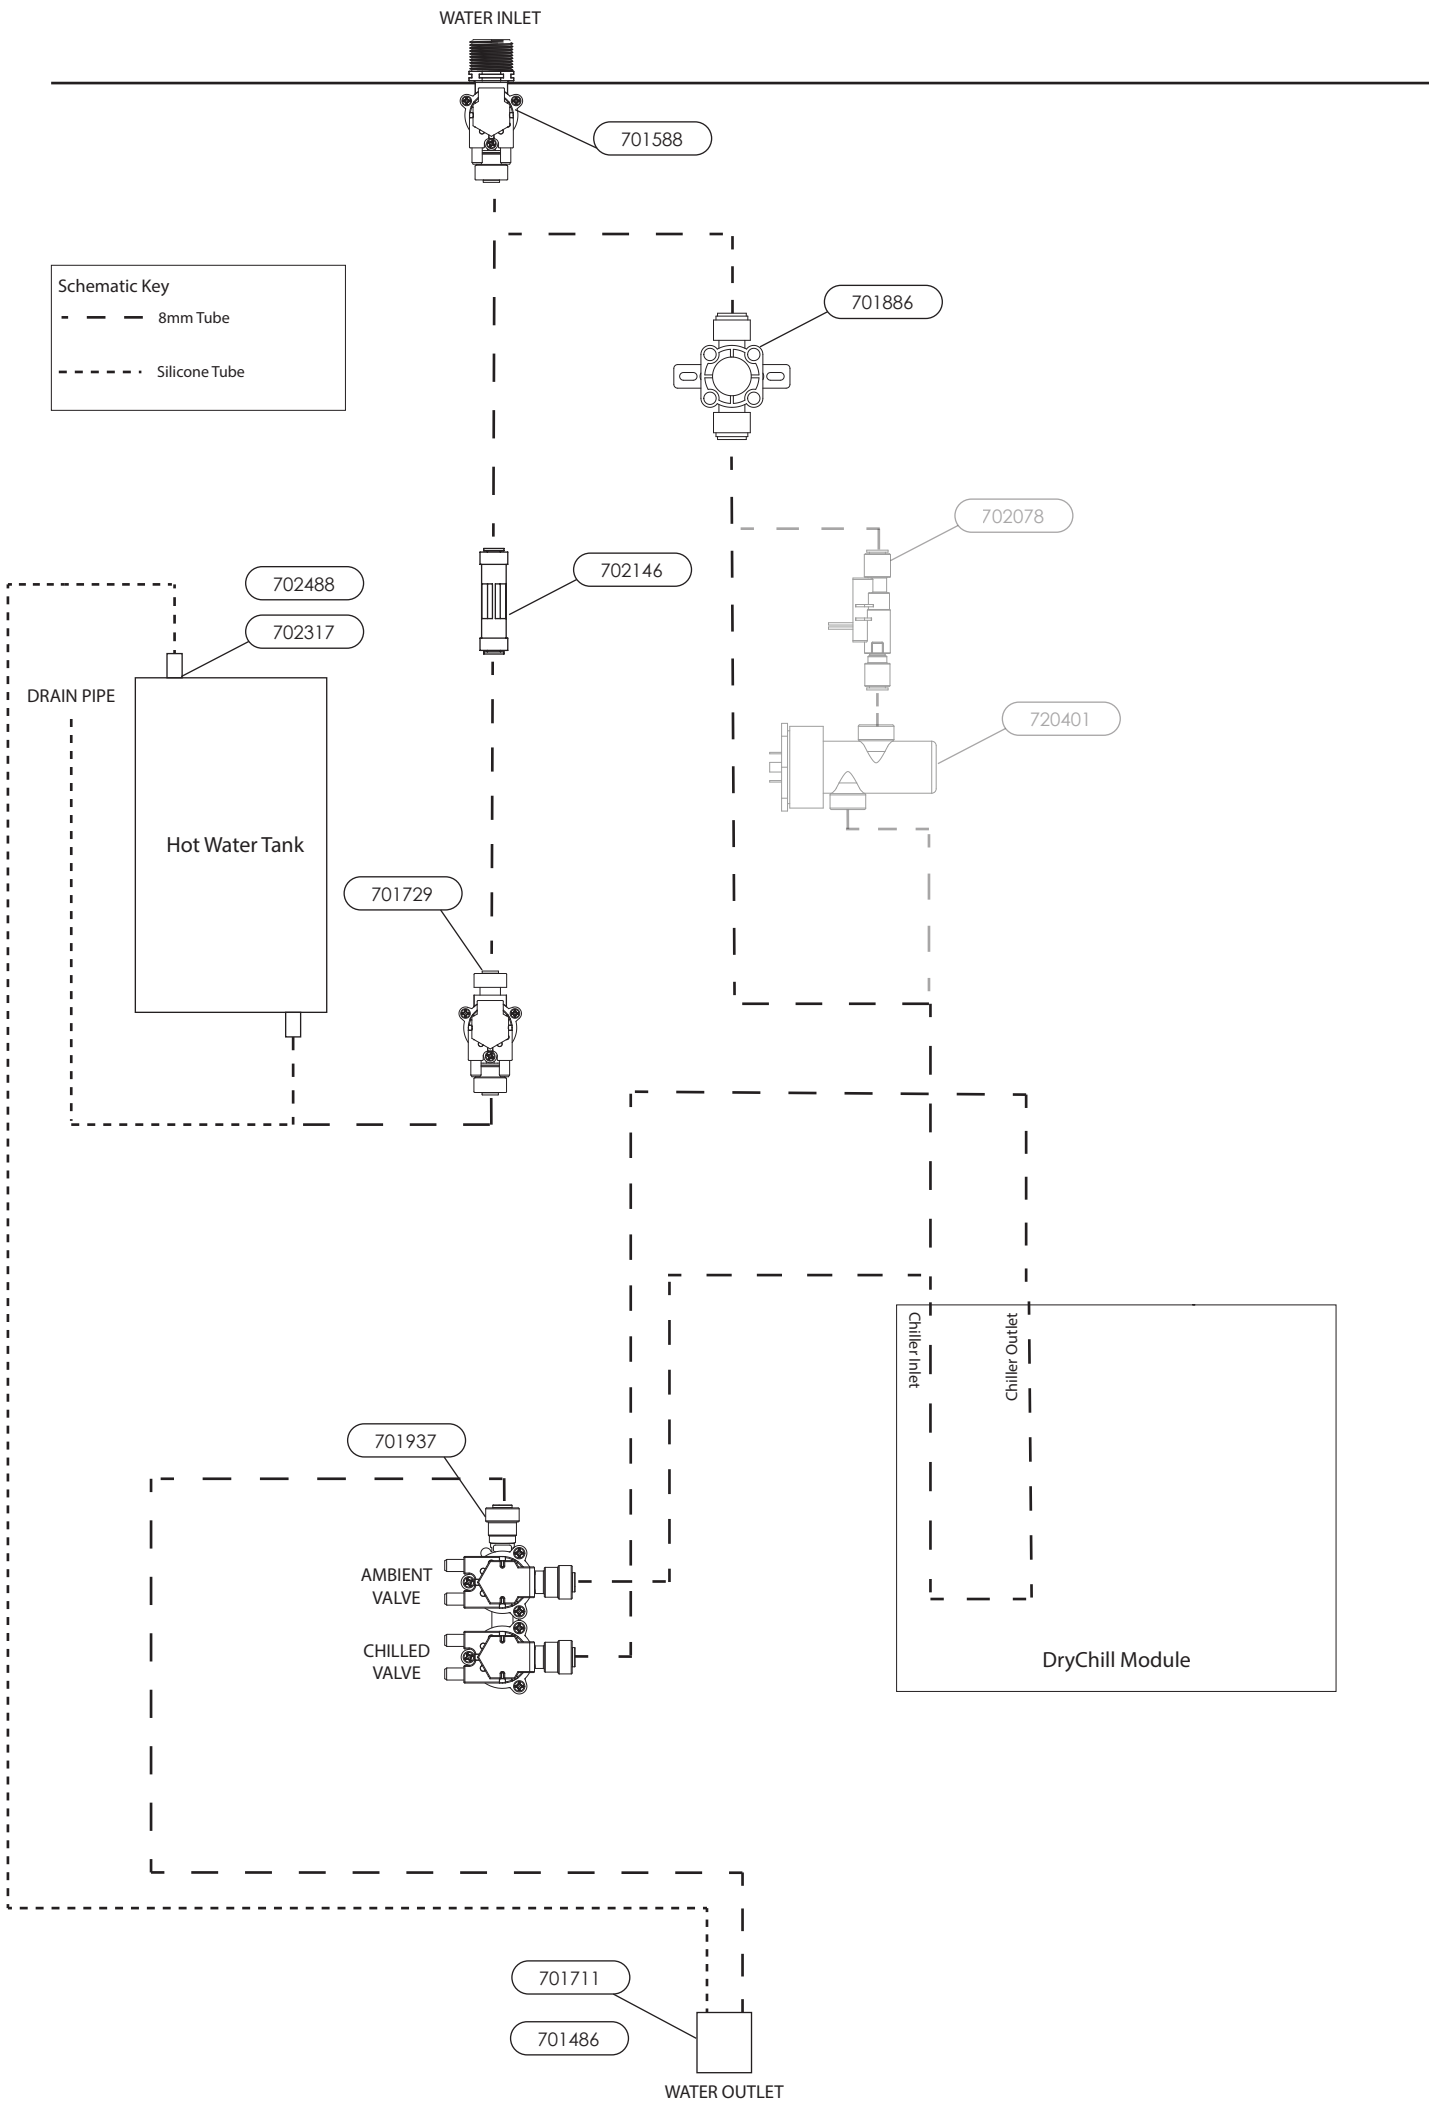 WATER INLET
701588
Schematic Key
8mm Tube
Silicone Tube
701886
702078
702146
702488
702317
DRAIN PIPE
720401
Hot Water Tank
701729
Chiller Inlet
Chiller Outlet
701937
AMBIENT
VALVE
CHILLED
VALVE
DryChill Module
701711
701486
WATER OUTLET